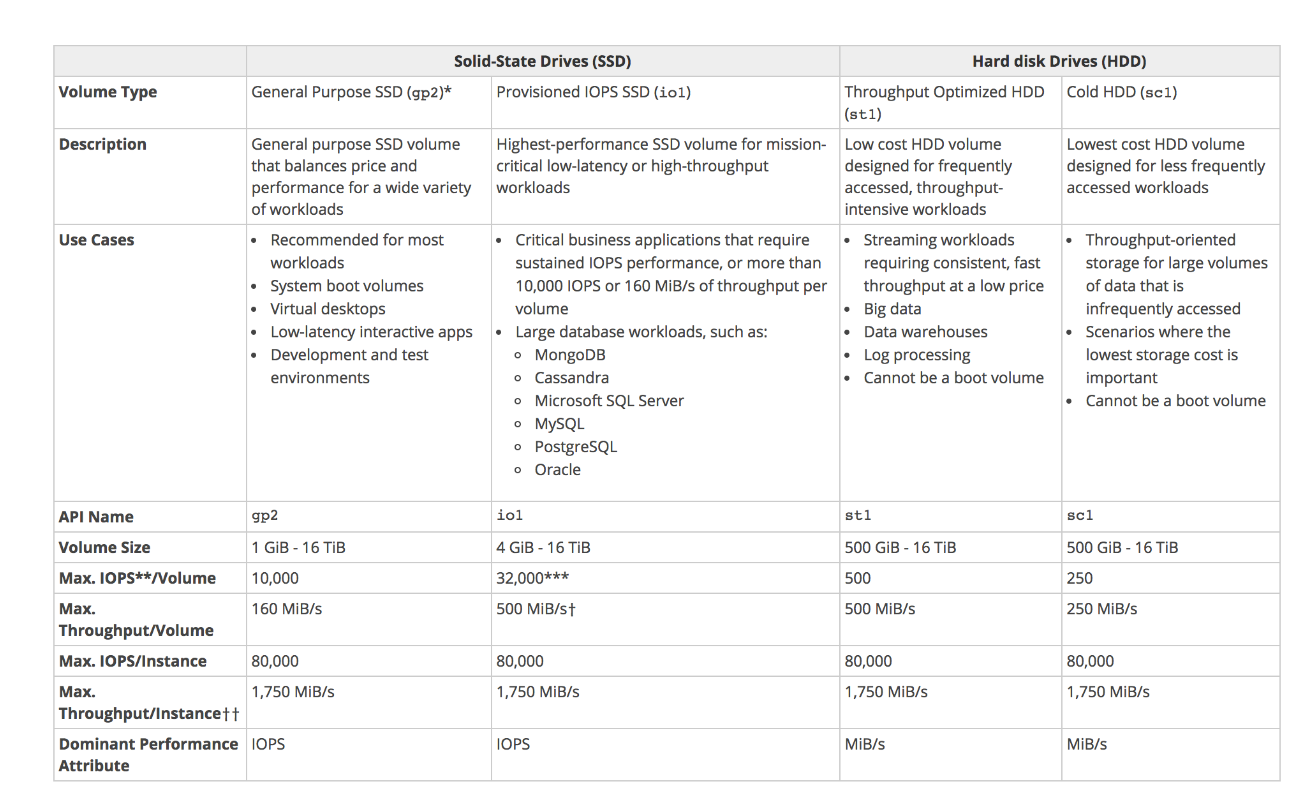 Solid-State Drives (SSD) Hard disk Drives (HDD)
Volume Type
General Purpose SSD (gp2)*
Provisioned IOPS SSD (io1)
Throughput Optimized HDD
(st1)
Cold HDD (sc1)
Description
General purpose SSD volume
that balances price and
performance for a wide variety
of workloads
Highest-performance SSD volume for mission-
critical low-latency or high-throughput
workloads
Low cost HDD volume
designed for frequently
accessed, throughput-
intensive workloads
Lowest cost HDD volume
designed for less frequently
accessed workloads
Use Cases
• Recommended for most
workloads
• System boot volumes
• Virtual desktops
• Low-latency interactive apps
• Development and test
environments
• Critical business applications that require
sustained IOPS performance, or more than
10,000 IOPS or 160 MiB/s of throughput per
volume
• Large database workloads, such as:
◦ MongoDB
◦ Cassandra
◦ Microsoft SQL Server
◦ MySQL
◦ PostgreSQL
◦ Oracle
• Streaming workloads
requiring consistent, fast
throughput at a low price
• Big data
• Data warehouses
• Log processing
• Cannot be a boot volume
• Throughput-oriented
storage for large volumes
of data that is
infrequently accessed
• Scenarios where the
lowest storage cost is
important
• Cannot be a boot volume
API Name gp2 io1 st1 sc1
Volume Size 1 GiB - 16 TiB 4 GiB - 16 TiB 500 GiB - 16 TiB 500 GiB - 16 TiB
Max. IOPS**/Volume 10,000 32,000*** 500 250
Max.
Throughput/Volume
160 MiB/s 500 MiB/s† 500 MiB/s 250 MiB/s
Max. IOPS/Instance 80,000 80,000 80,000 80,000
Max.
Throughput/Instance††
1,750 MiB/s 1,750 MiB/s 1,750 MiB/s 1,750 MiB/s
Dominant Performance
Attribute
IOPS IOPS MiB/s MiB/s